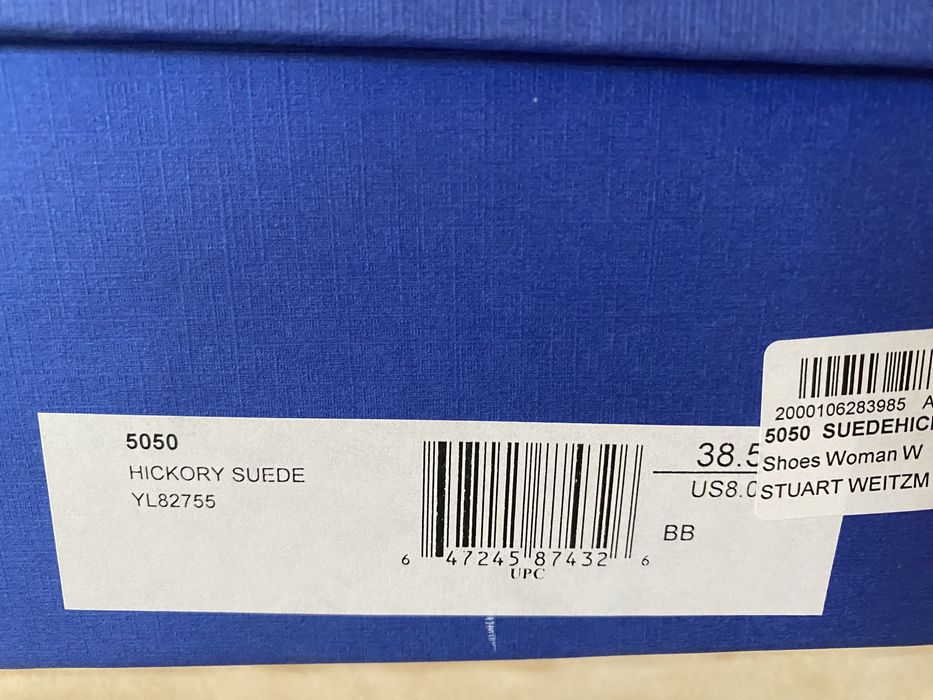 5050
HICKORY SUEDE
YL82755
6 47245 87432 6
UPC
38.5
US8.0
BB
2000106283985 A
5050 SUEDEHIC
Shoes Woman W
STUART WEITZM